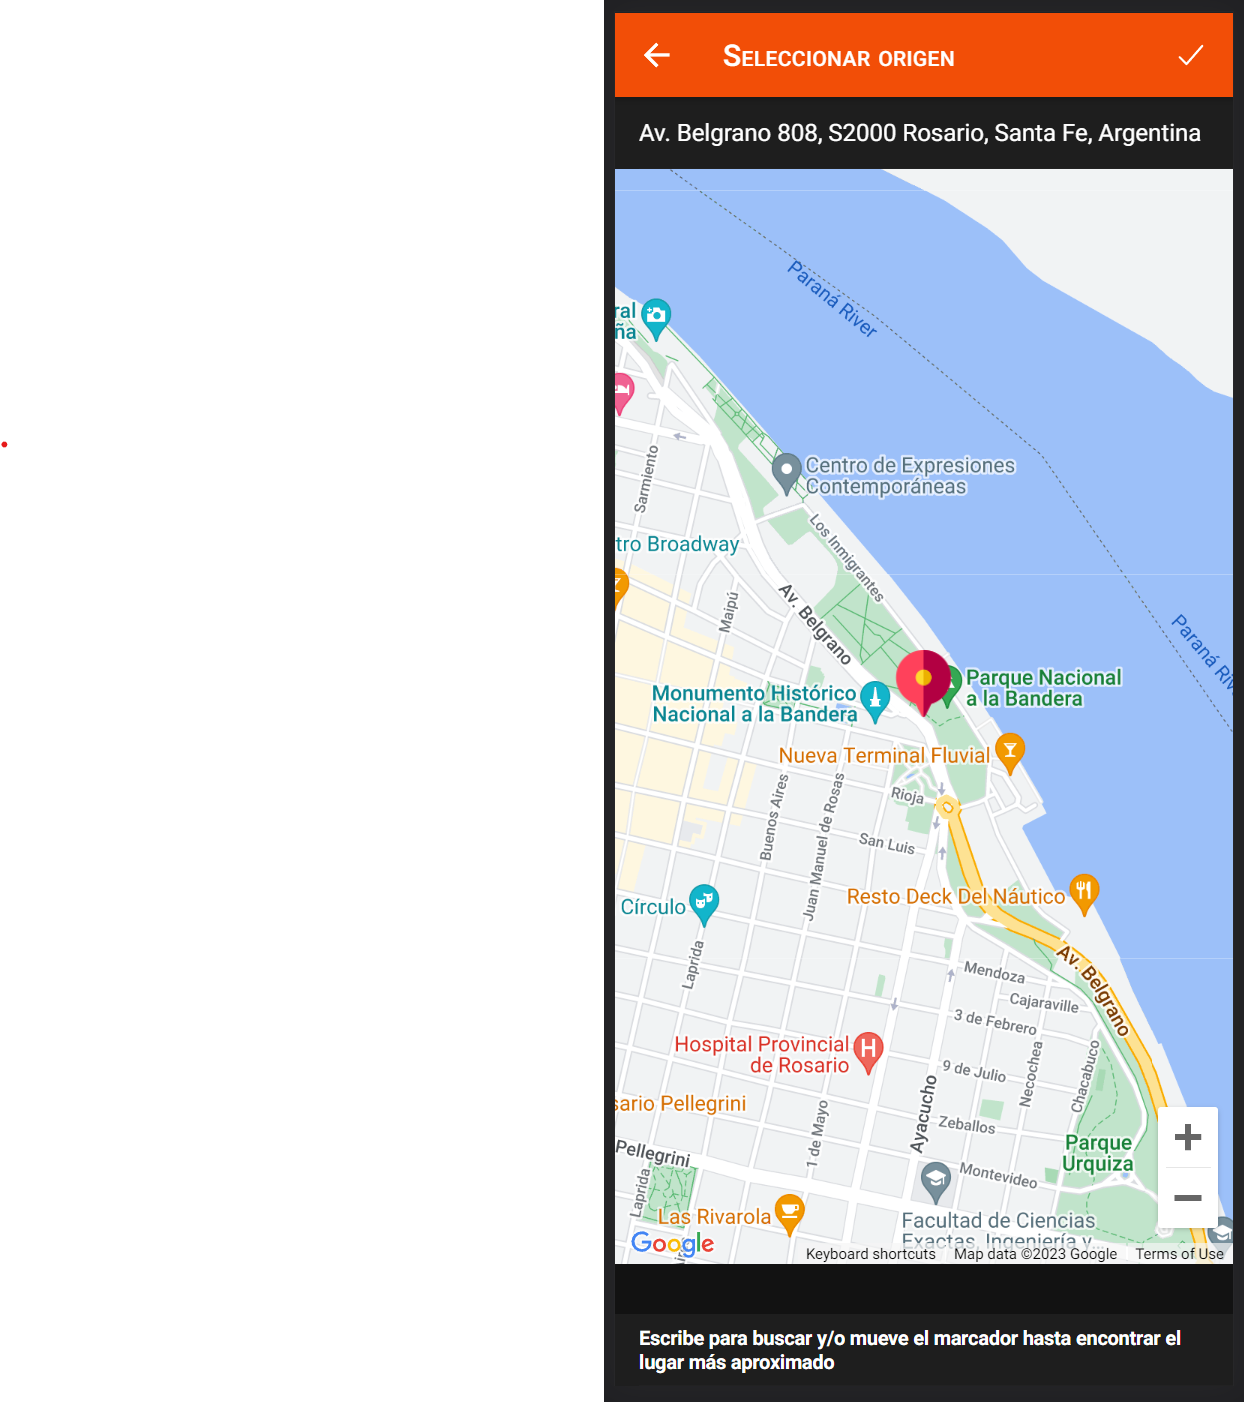 Seleccionar origen
Av. Belgrano 808, S2000 Rosario, Santa Fe, Argentina
Paraná River
ral
ña
Sarmiento
Centro de Expresiones
Contemporáneas
Los Inmigrantes
tro Broadway
Maipú
Av. Belgrano
Paraná Riv
Parque Nacional
a la Bandera
Monumento Histórico
Nacional a la Bandera
Nueva Terminal Fluvial
Rioja
Buenos Aires
Juan Manuel de Rosas
San Luis
Resto Deck Del Náutico
Círculo
Laprida
Av. Belgrano
Mendoza
Cajaraville
3 de Febrero
Hospital Provincial
de Rosario
H
9 de Julio
Necochea
Chacabuco
Ayacucho
sario Pellegrini
1 de Mayo
Zeballos
Parque
Urquiza
Pellegrini
Montevideo
Laprida
Las Rivarola
Facultad de Ciencias
Exactas, Ingeniería y...
Google
Keyboard shortcuts
Map data ©2023 Google
Terms of Use
Escribe para buscar y/o mueve el marcador hasta encontrar el
lugar más aproximado